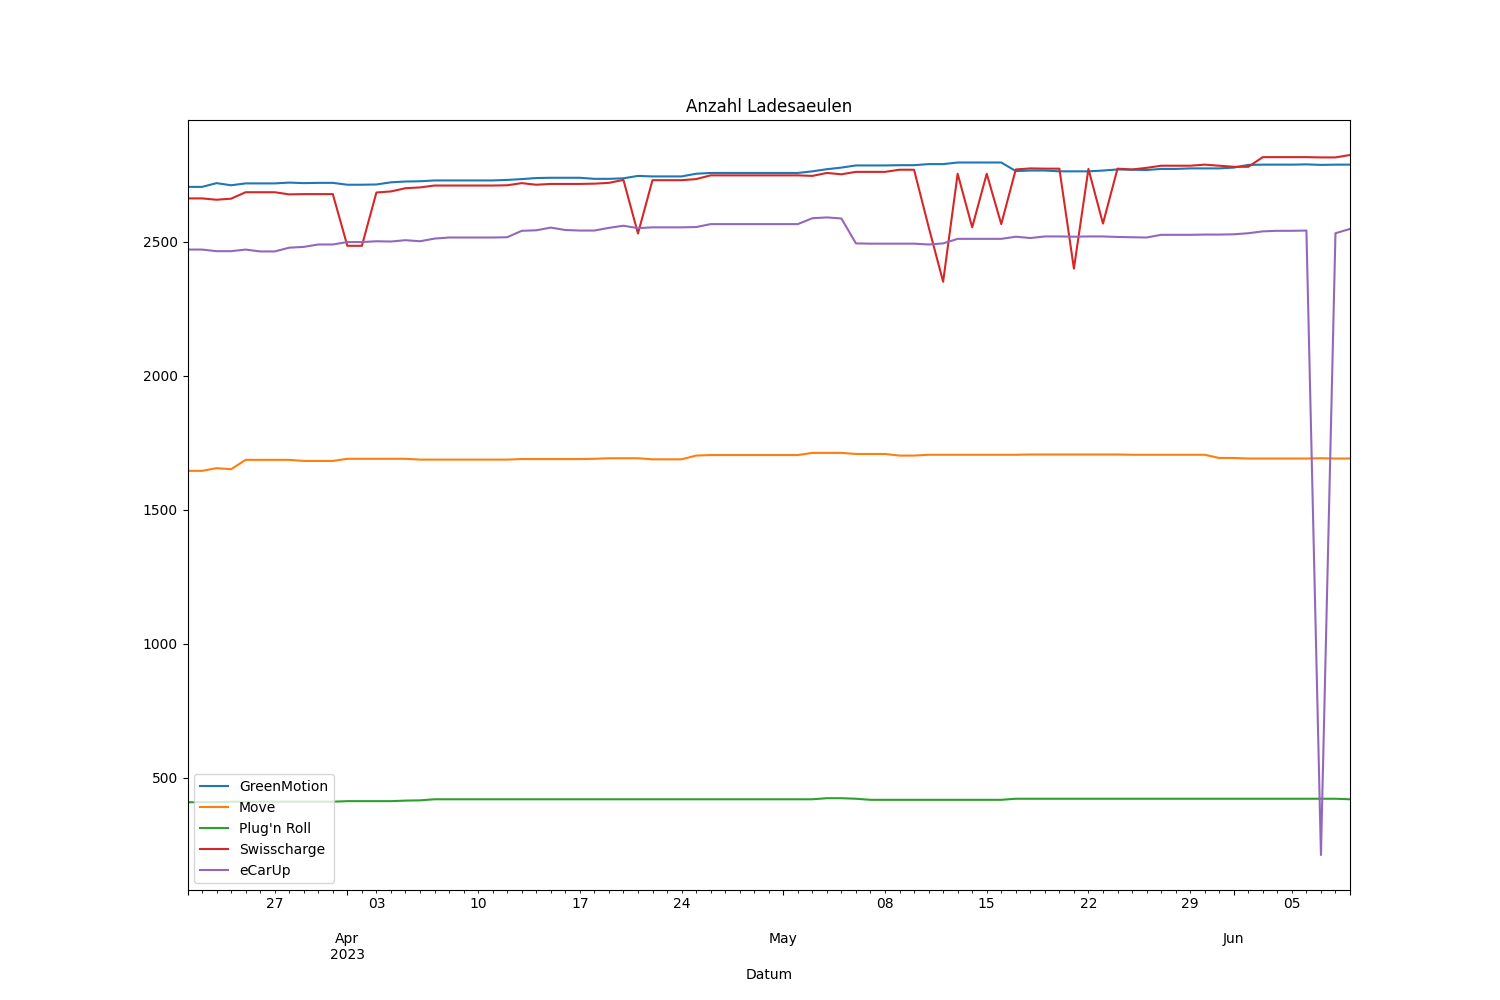 Anzahl Ladesaeulen
2500
2000
1500
1000
500
GreenMotion
Move
Plug'n Roll
Swisscharge
eCarUp
27 03 10 17 24 08 15 22 29 05
Apr May Jun
2023
Datum